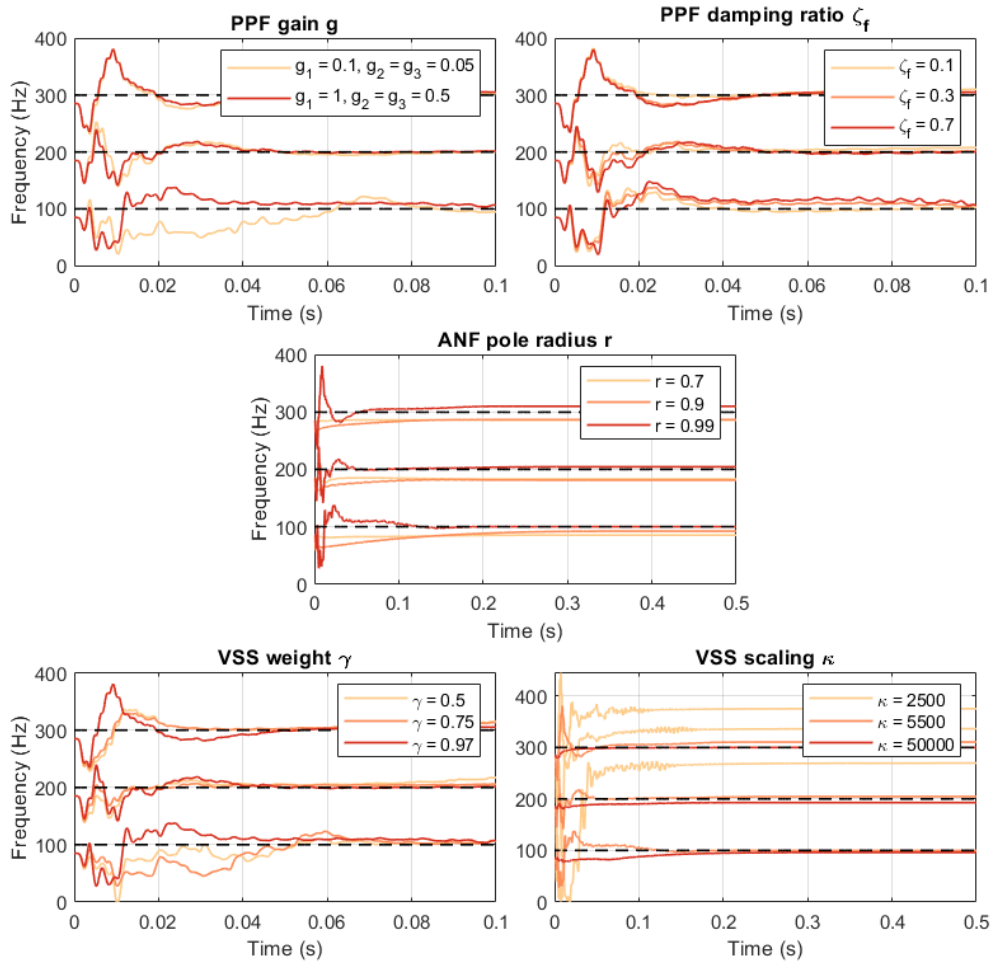 PPF gain g
400
300
200
100
0
Frequency (Hz)
g1 = 0.1, g2 = g3 = 0.05
g1 = 1, g2 = g3 = 0.5
0 0.02 0.04 0.06 0.08 0.1
Time (s)
PPF damping ratio ζf
400
300
200
100
0
ζf = 0.1
ζf = 0.3
ζf = 0.7
0 0.02 0.04 0.06 0.08 0.1
Time (s)
ANF pole radius r
400
300
200
100
0
Frequency (Hz)
r = 0.7
r = 0.9
r = 0.99
0 0.1 0.2 0.3 0.4 0.5
Time (s)
VSS weight γ
400
300
200
100
0
Frequency (Hz)
γ = 0.5
γ = 0.75
γ = 0.97
0 0.02 0.04 0.06 0.08 0.1
Time (s)
VSS scaling κ
400
300
200
100
0
κ = 2500
κ = 5500
κ = 50000
0 0.1 0.2 0.3 0.4 0.5
Time (s)